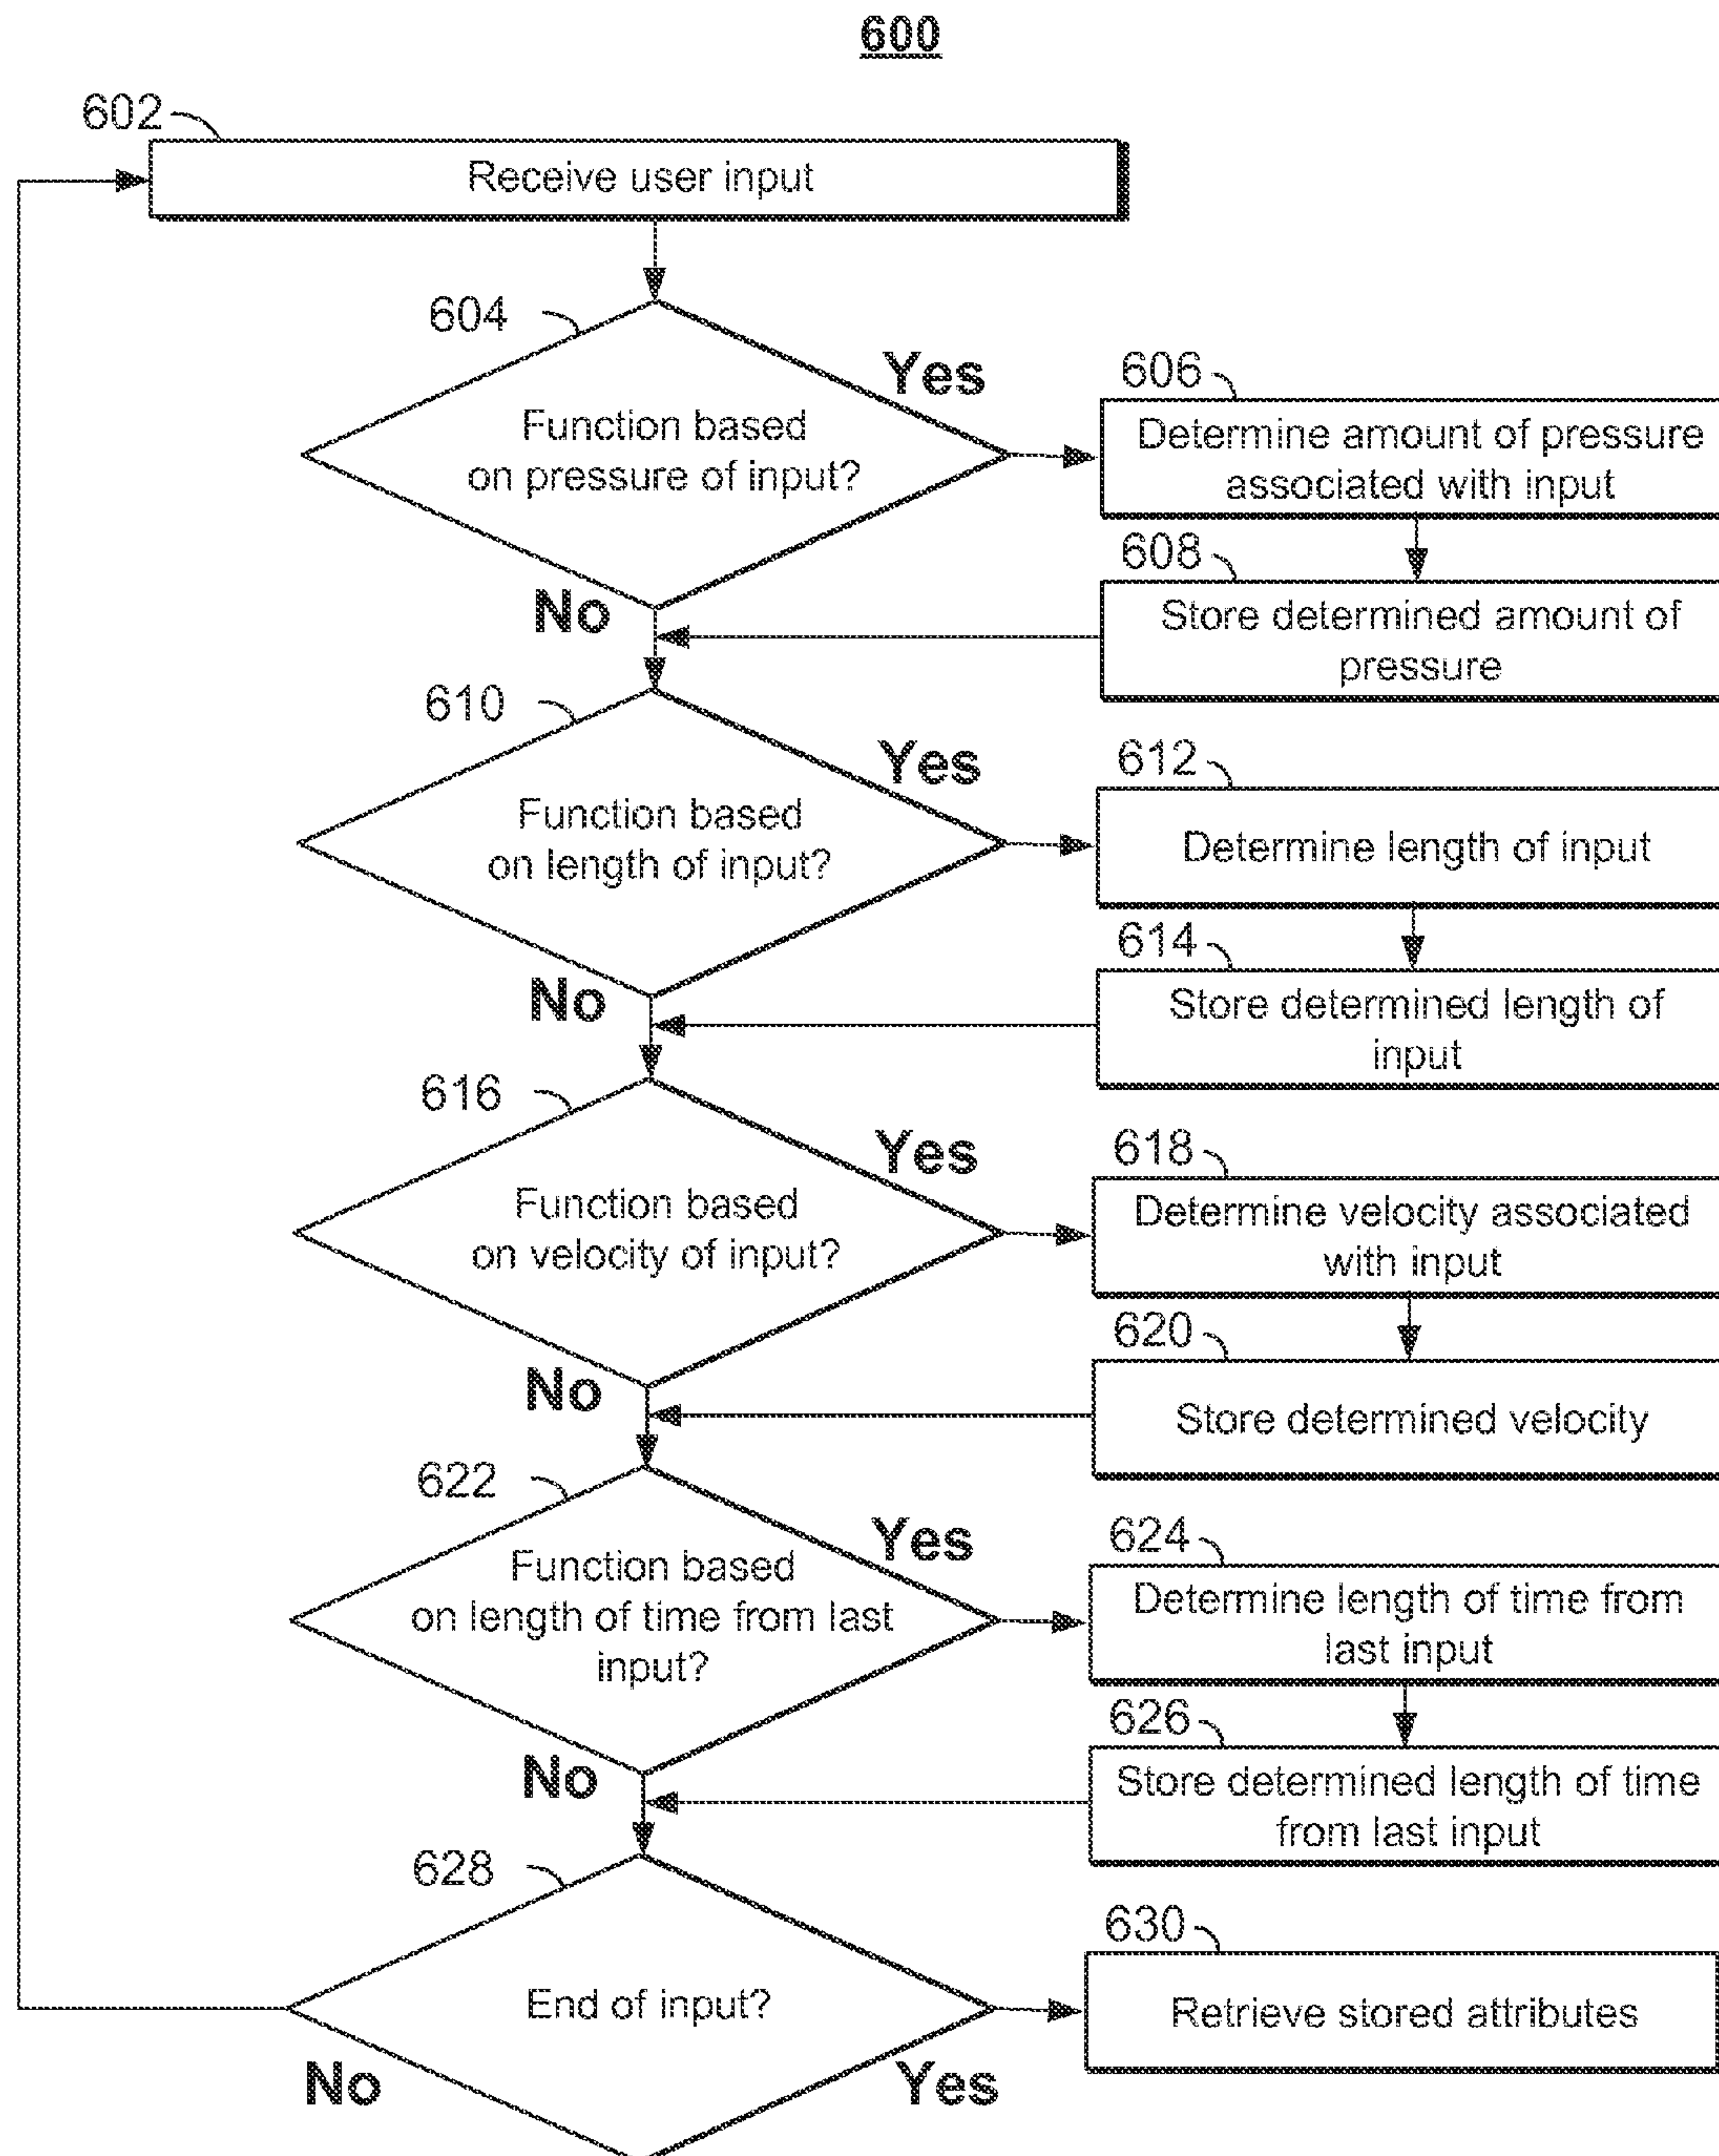 600
602
Receive user input
604
Function based
on pressure of input?
Yes
No
606
Determine amount of pressure
associated with input
608
Store determined amount of
pressure
610
Function based
on length of input?
Yes
No
612
Determine length of input
614
Store determined length of
input
616
Function based
on velocity of input?
Yes
No
618
Determine velocity associated
with input
620
Store determined velocity
622
Function based
on length of time from last
input?
Yes
No
624
Determine length of time from
last input
626
Store determined length of time
from last input
628
End of input?
No
Yes
630
Retrieve stored attributes